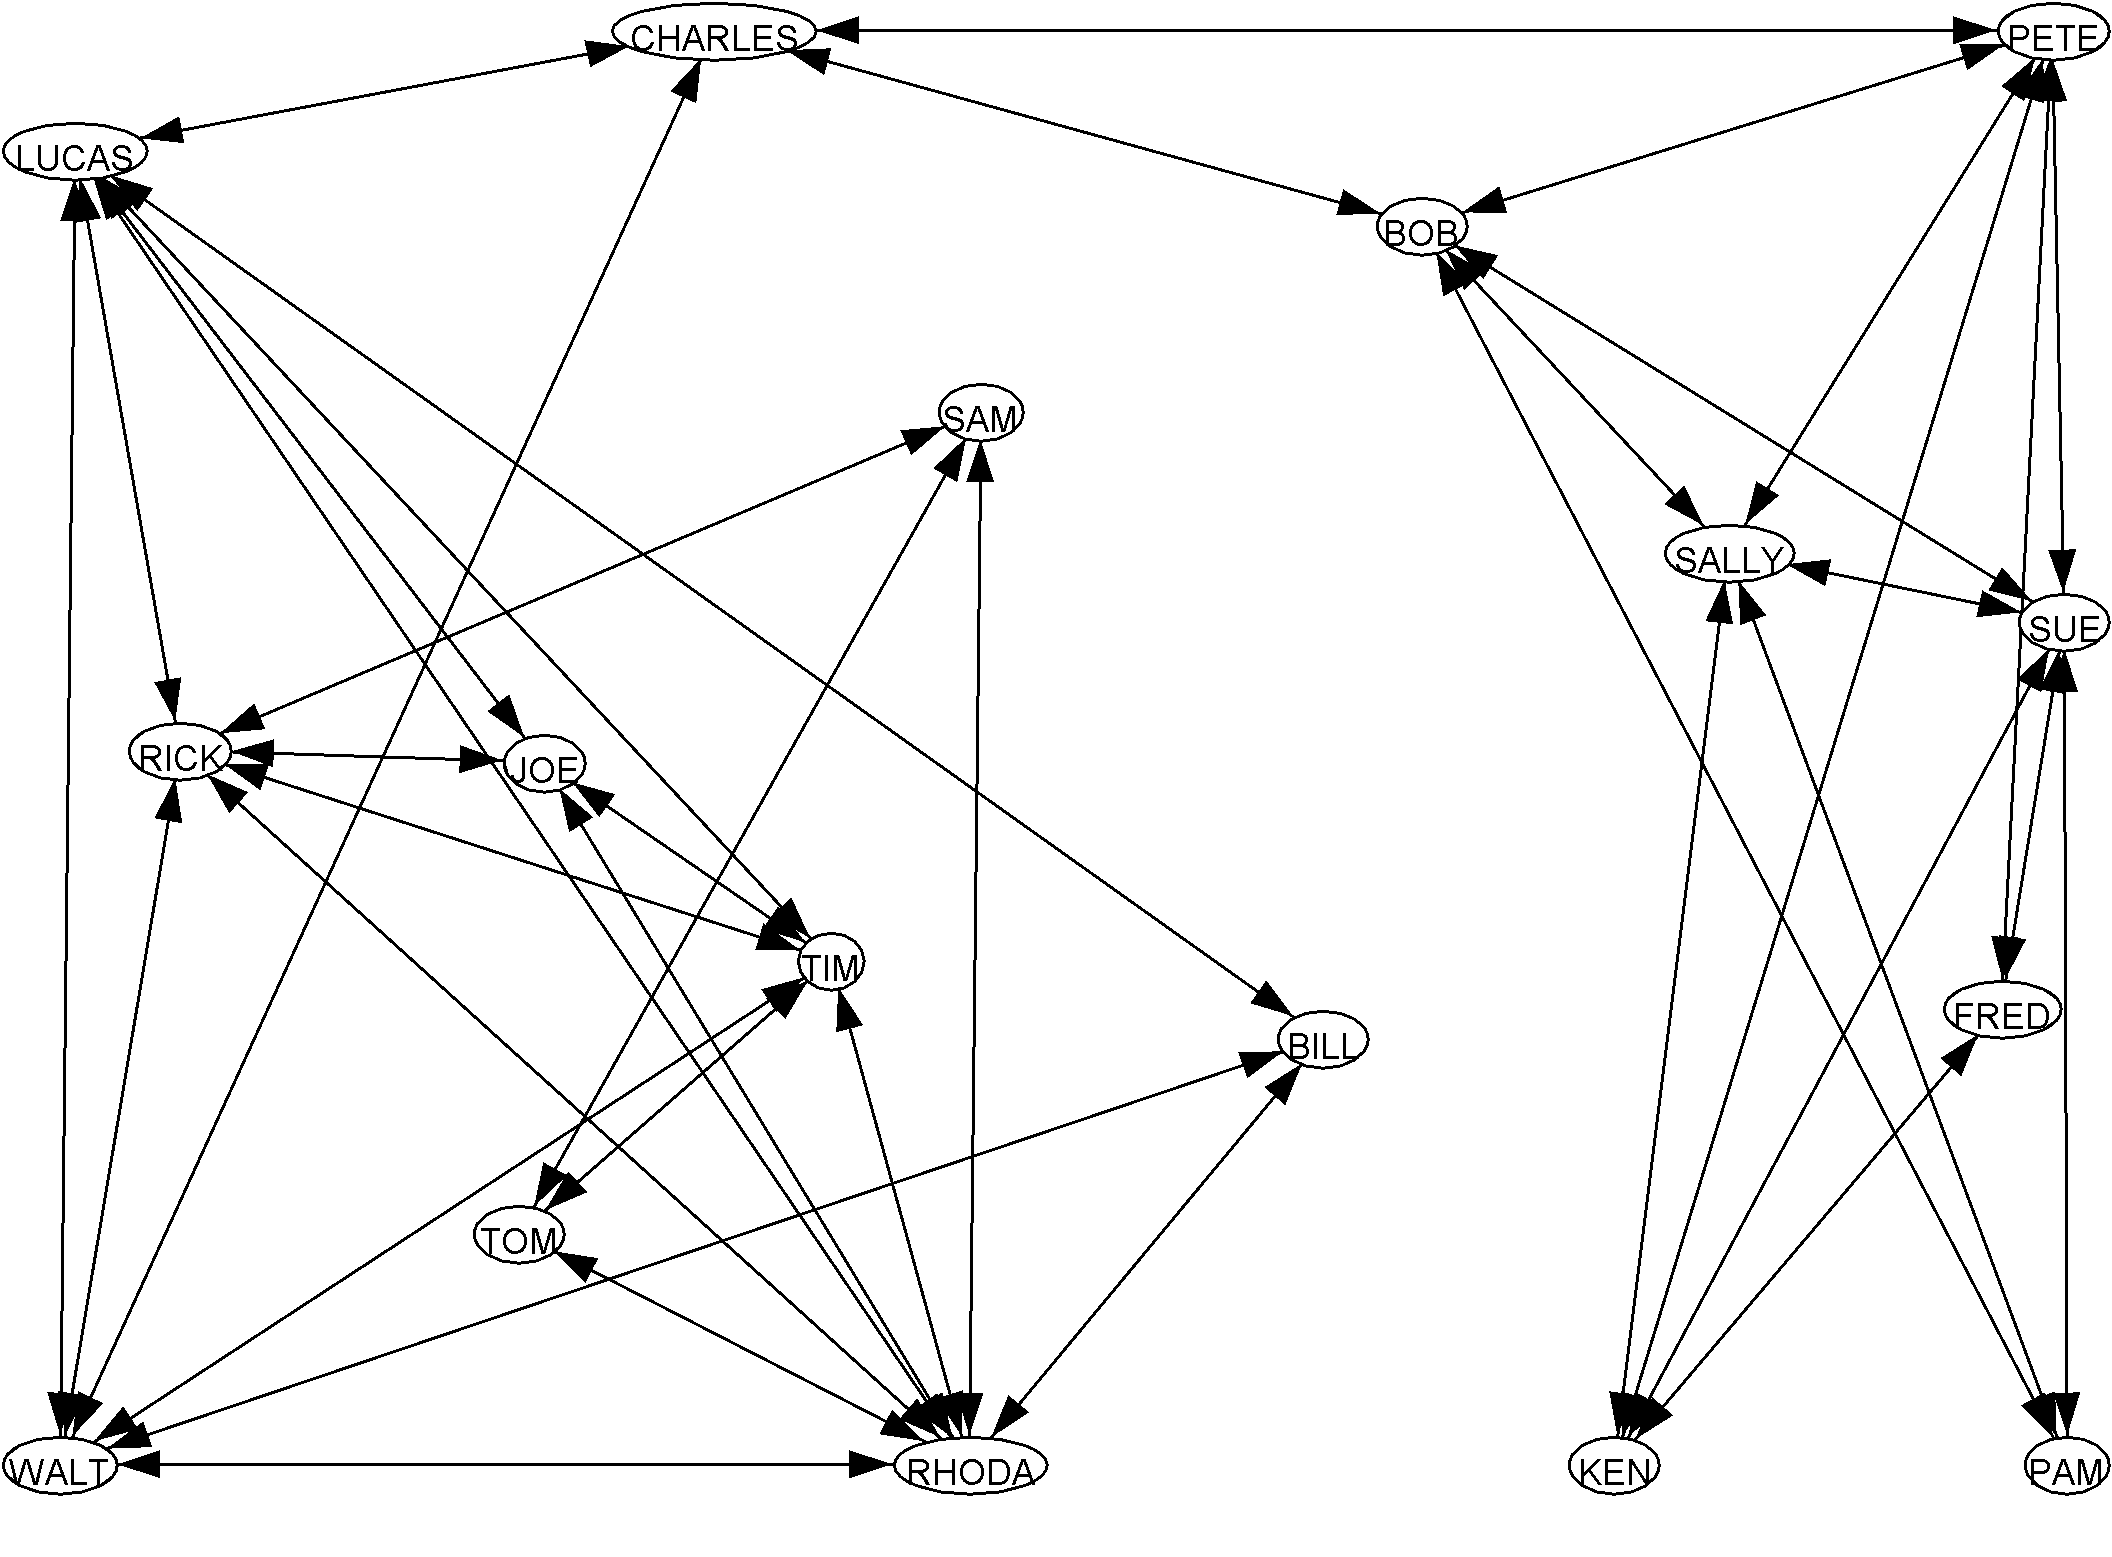 CHARLES
PETE
LUCAS
BOB
SAM
SALLY
SUE
RICK
JOE
TIM
FRED
BILL
TOM
WALT
RHODA
KEN
PAM